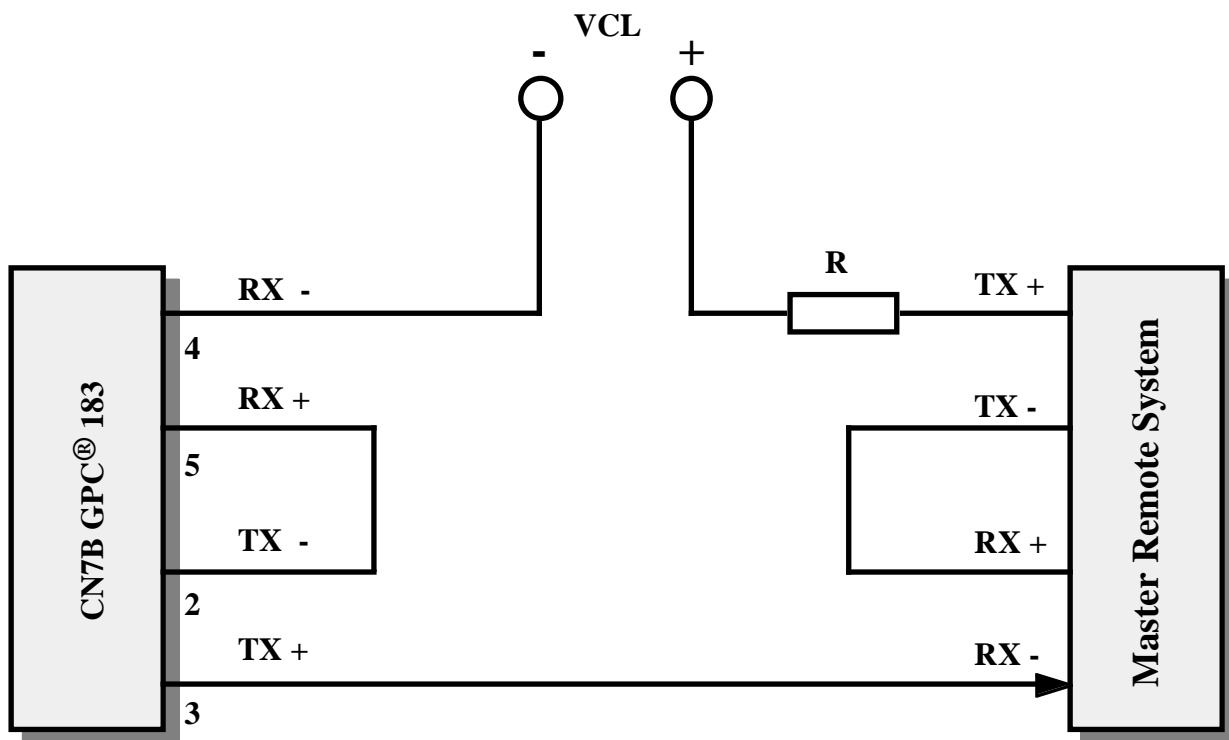 VCL
- +
R
RX -
TX +
4
RX +
TX -
5
TX -
RX +
2
TX +
RX -
3
CN7B GPC® 183
Master Remote System